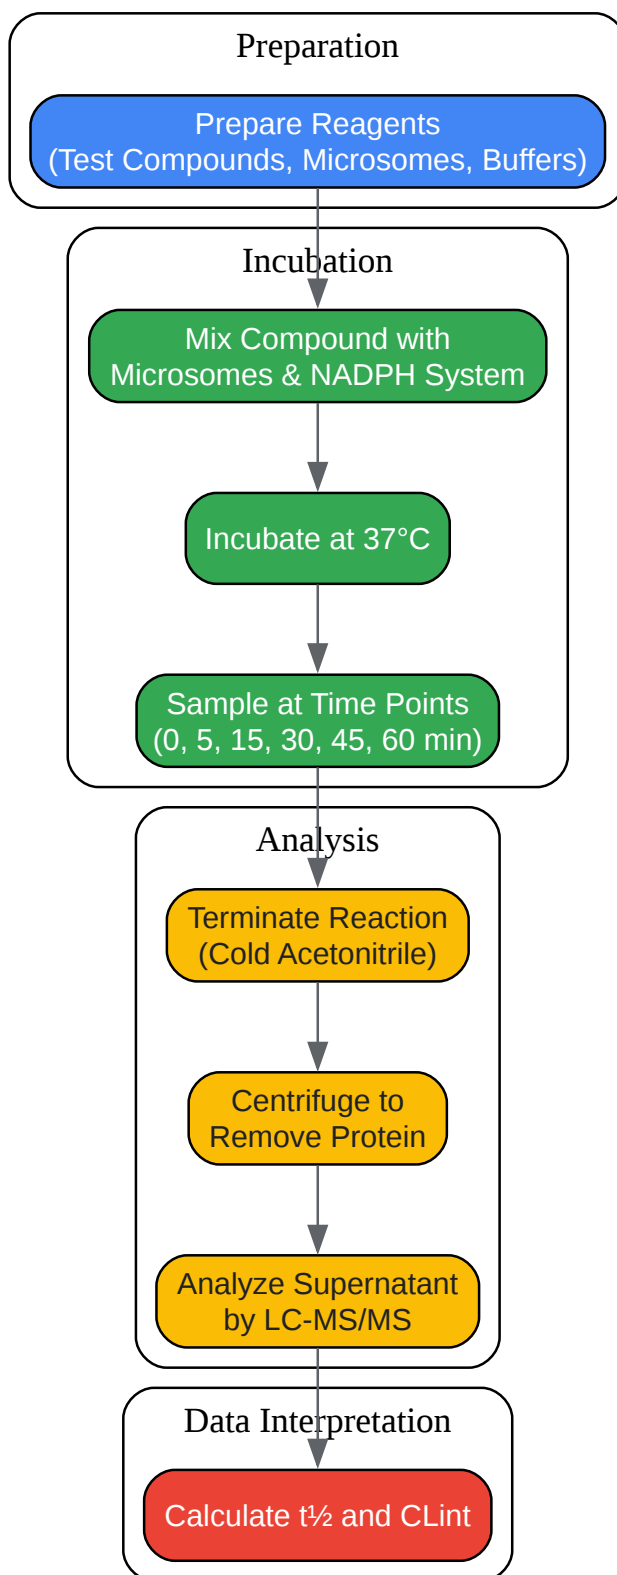 Preparation
Prepare Reagents
(Test Compounds, Microsomes, Buffers)
Incubation
Mix Compound with
Microsomes & NADPH System
Incubate at 37°C
Sample at Time Points
(0, 5, 15, 30, 45, 60 min)
Analysis
Terminate Reaction
(Cold Acetonitrile)
Centrifuge to
Remove Protein
Analyze Supernatant
by LC-MS/MS
Data Interpretation
Calculate t½ and CLint